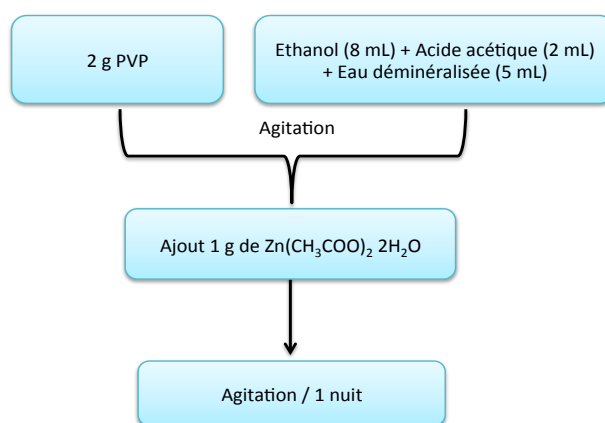 2 g PVP
Ethanol (8 mL) + Acide acétique (2 mL)
+ Eau déminéralisée (5 mL)
Agitation
Ajout 1 g de Zn(CH₃COO)₂ 2H₂O
Agitation / 1 nuit